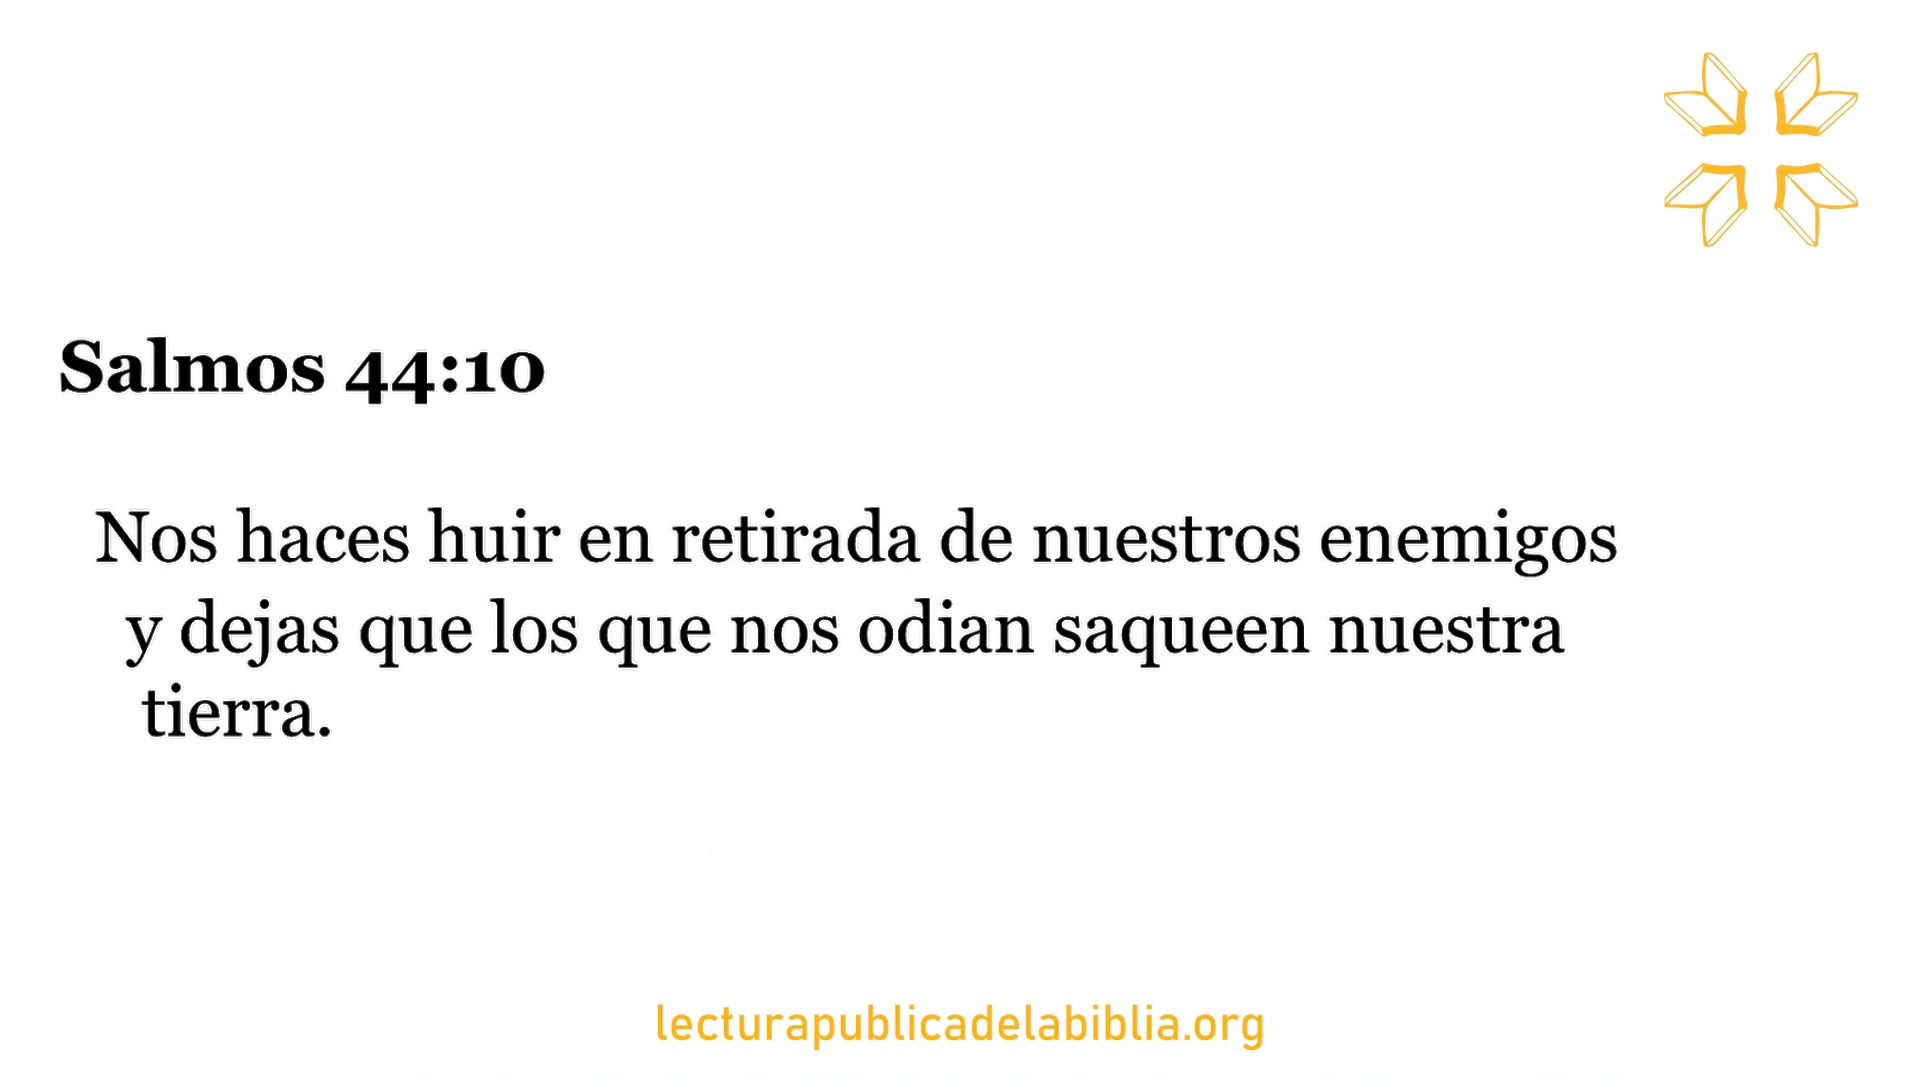 Salmos 44:10
Nos haces huir en retirada de nuestros enemigos
y dejas que los que nos odian saqueen nuestra
tierra.
lecturapublicadelabiblia.org